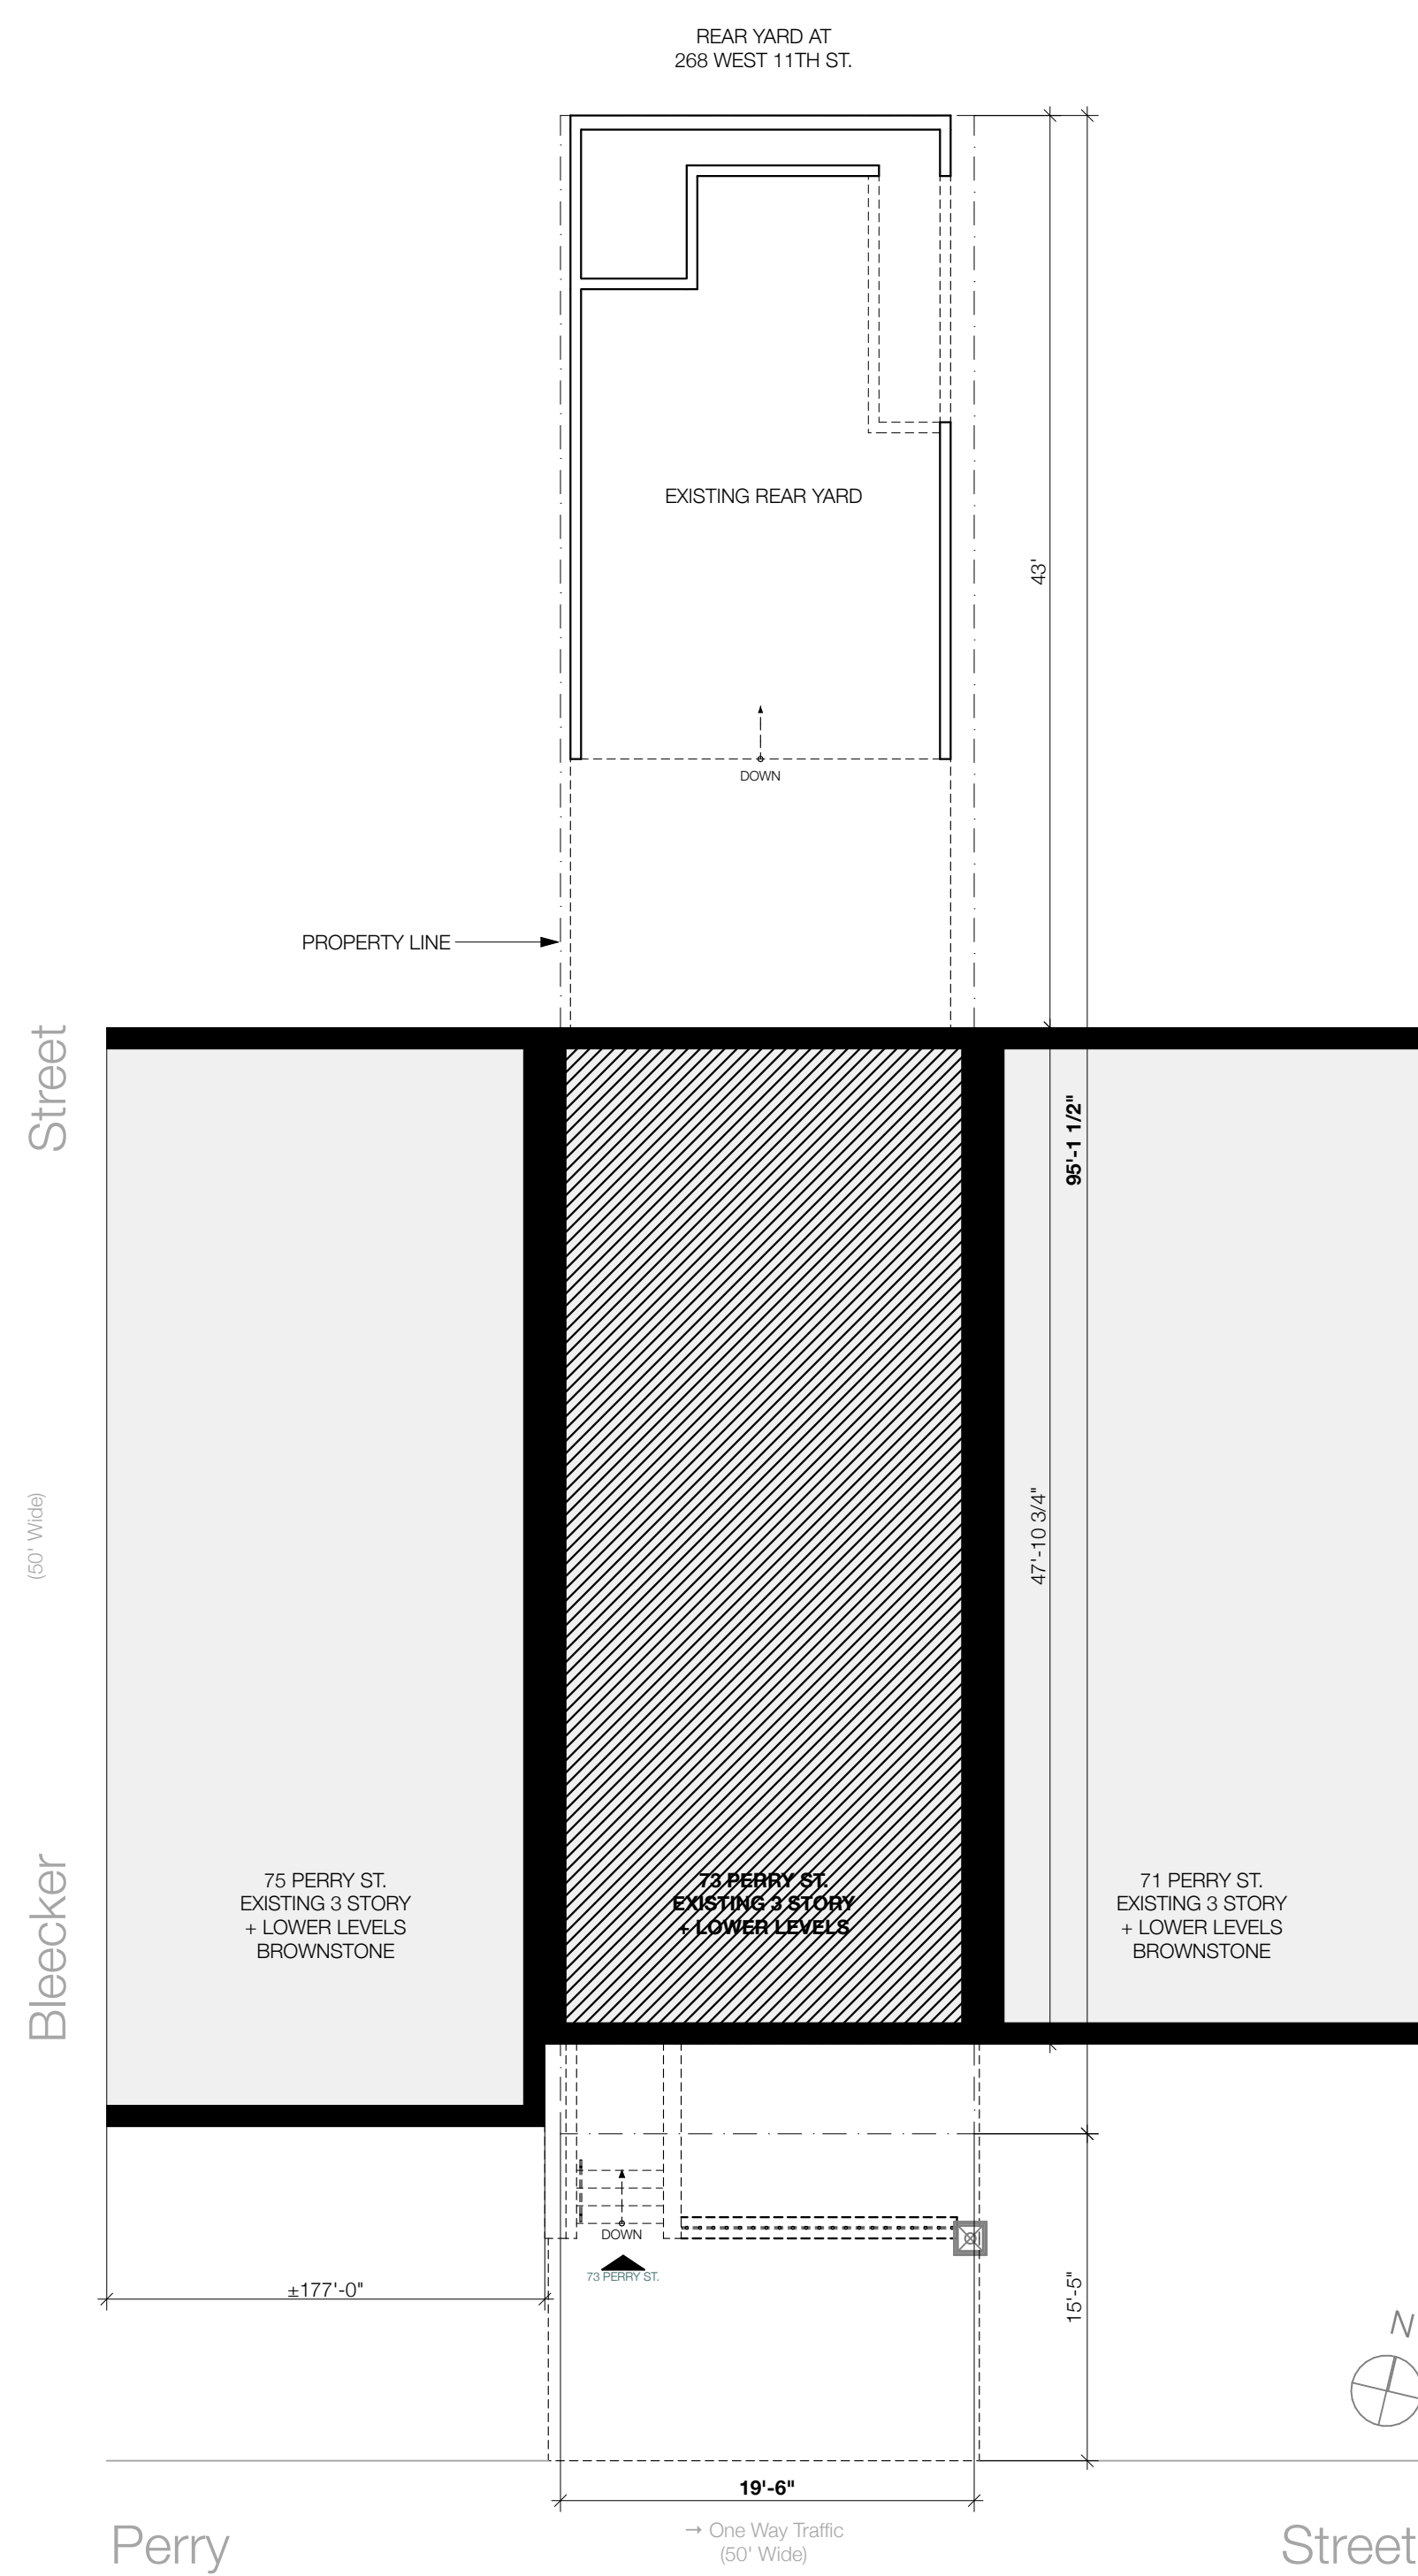 REAR YARD AT
268 WEST 11TH ST.
EXISTING REAR YARD
43'
DOWN
PROPERTY LINE
Street
95'-1 1/2"
(50' Wide)
47'-10 3/4"
Bleecker
75 PERRY ST.
EXISTING 3 STORY
+ LOWER LEVELS
BROWNSTONE
73 PERRY ST.
EXISTING 3 STORY
+ LOWER LEVELS
71 PERRY ST.
EXISTING 3 STORY
+ LOWER LEVELS
BROWNSTONE
DOWN
73 PERRY ST.
±177'-0"
15'-5"
N
19'-6"
Perry
→ One Way Traffic
(50' Wide)
Street